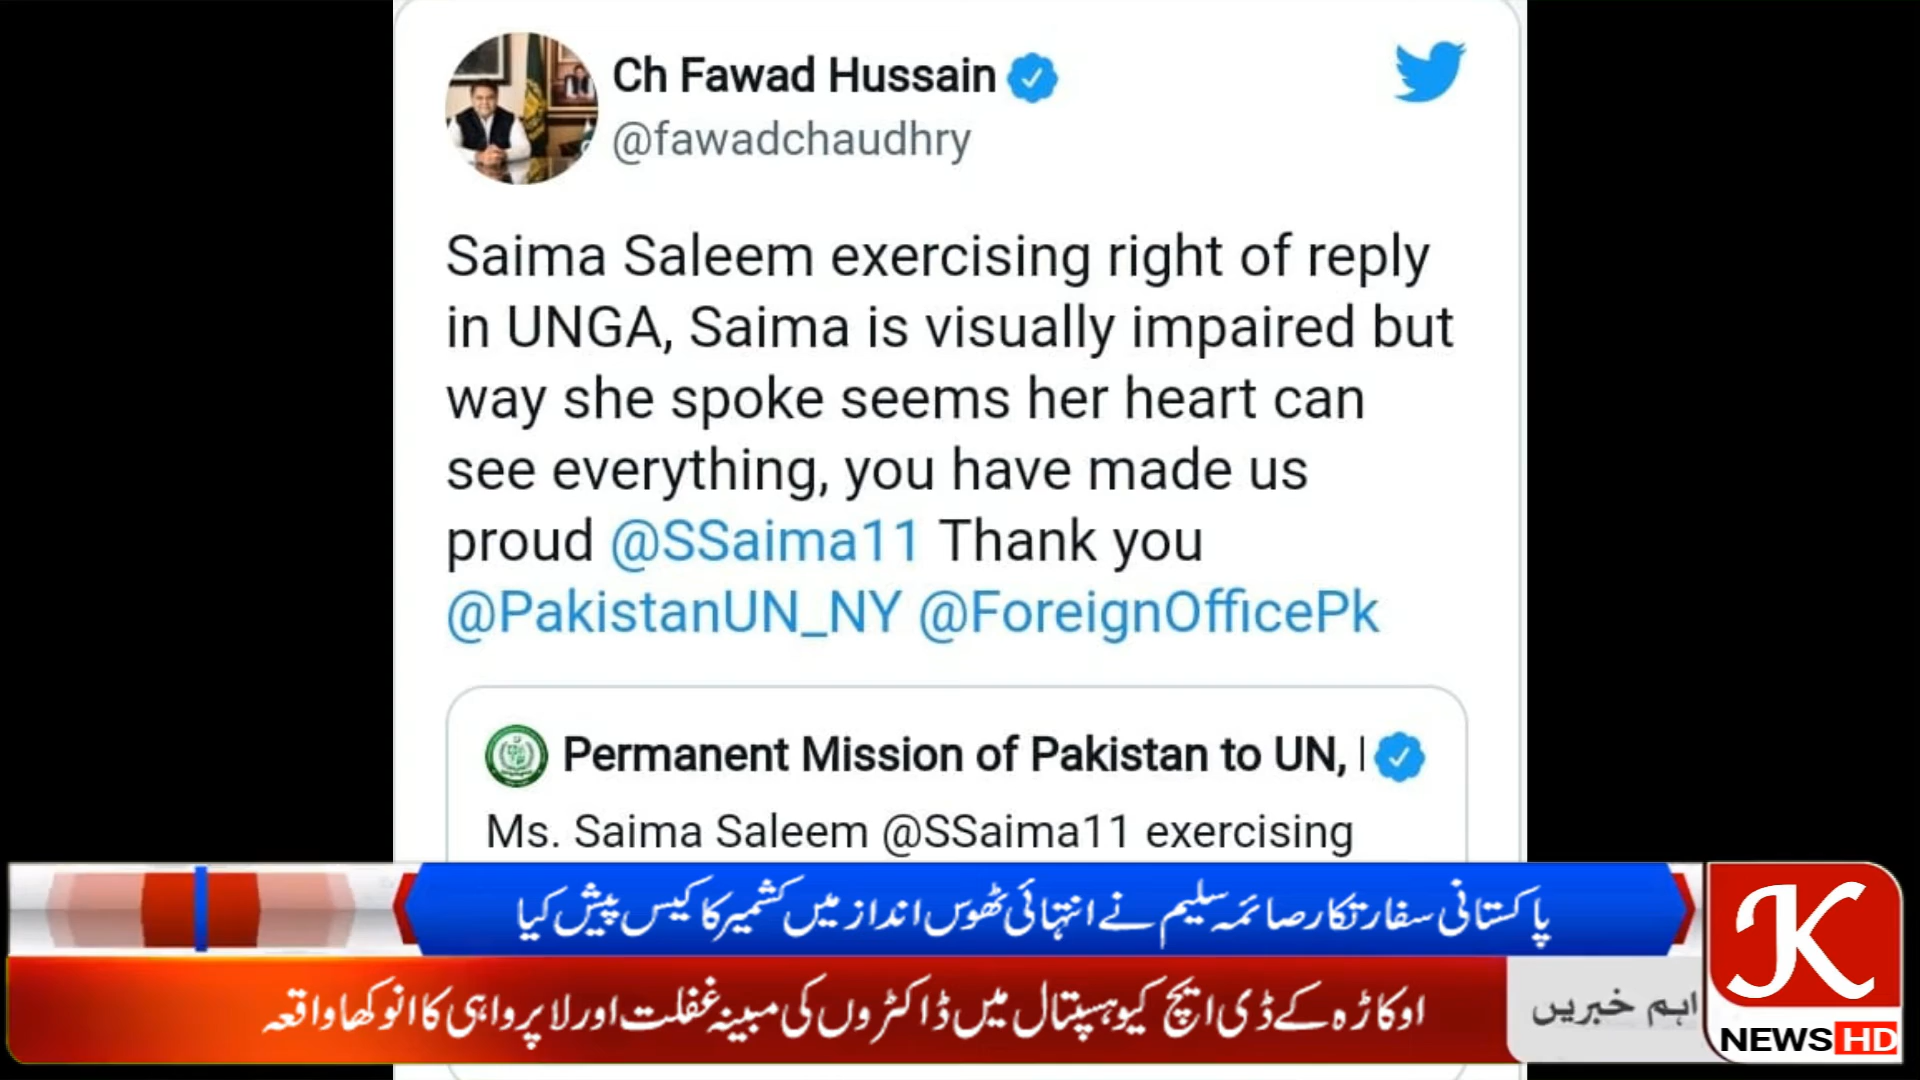 Ch Fawad Hussain
@fawadchaudhry
Saima Saleem exercising right of reply
in UNGA, Saima is visually impaired but
way she spoke seems her heart can
see everything, you have made us
proud @SSaima11 Thank you
@PakistanUN_NY @ForeignOfficePk
Permanent Mission of Pakistan to UN,
Ms. Saima Saleem @SSaima11 exercising
پاکستانی سفارتکار صائمہ سلیم نے انتہائی ٹھوس انداز میں کشمیر کا کیس پیش کیا
اوکاڑہ کے ڈی ایچ کیو ہسپتال میں ڈاکٹروں کی مبینہ غفلت اور لاپرواہی کا انوکھا واقعہ
اہم خبریں
K
NEWS HD